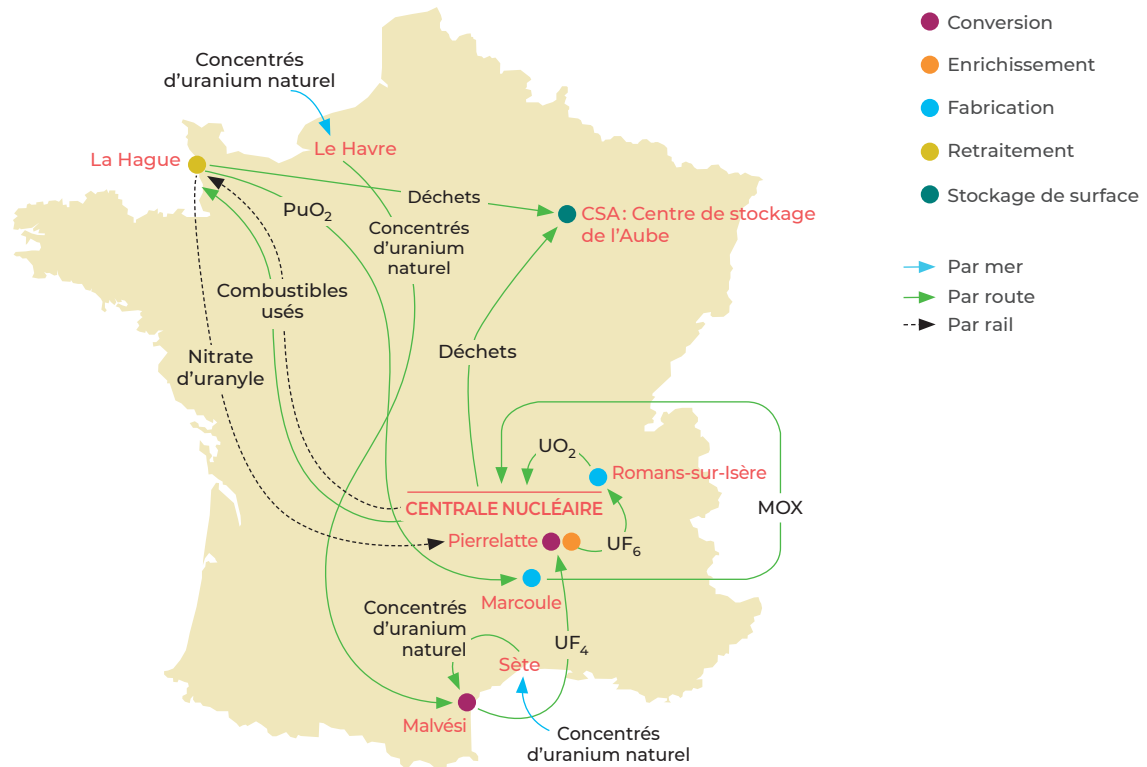 Concentrés
d'uranium naturel
Le Havre
La Hague
Déchets
PuO₂
Concentrés
d'uranium
naturel
CSA : Centre de stockage
de l'Aube
Combustibles
usés
Nitrate
d'uranyle
Déchets
UO₂
Romans-sur-Isère
CENTRALE NUCLÉAIRE
MOX
Pierrelatte
UF₆
Marcoule
Concentrés
d'uranium
naturel
UF₄
Sète
Malvési
Concentrés
d'uranium naturel
Conversion
Enrichissement
Fabrication
Retraitement
Stockage de surface
Par mer
Par route
Par rail